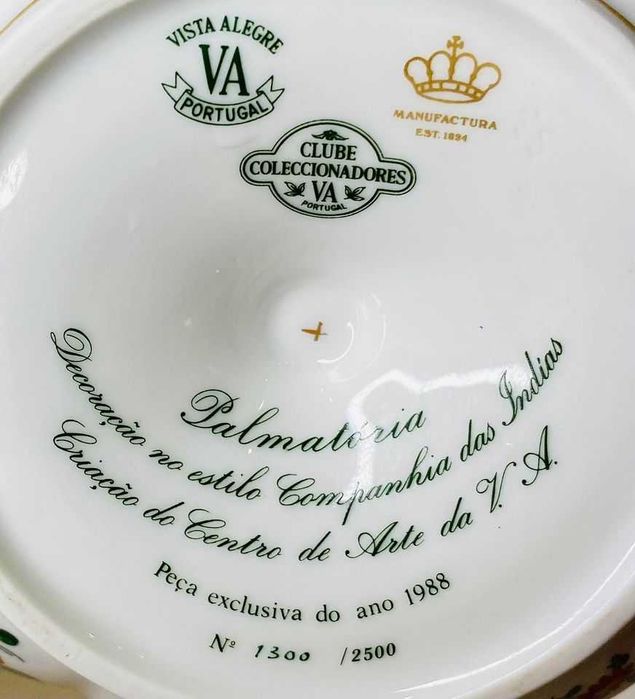 VISTA ALEGRE
VA
PORTUGAL
MANUFACTURA
EST. 1824
CLUBE
COLECCIONADORES
VA
PORTUGAL
Palmatória
Decoração no estilo Companhia das Indias
Criação do Centro de Arte da V. A.
Peça exclusiva do ano 1988
Nº 1300 /2500